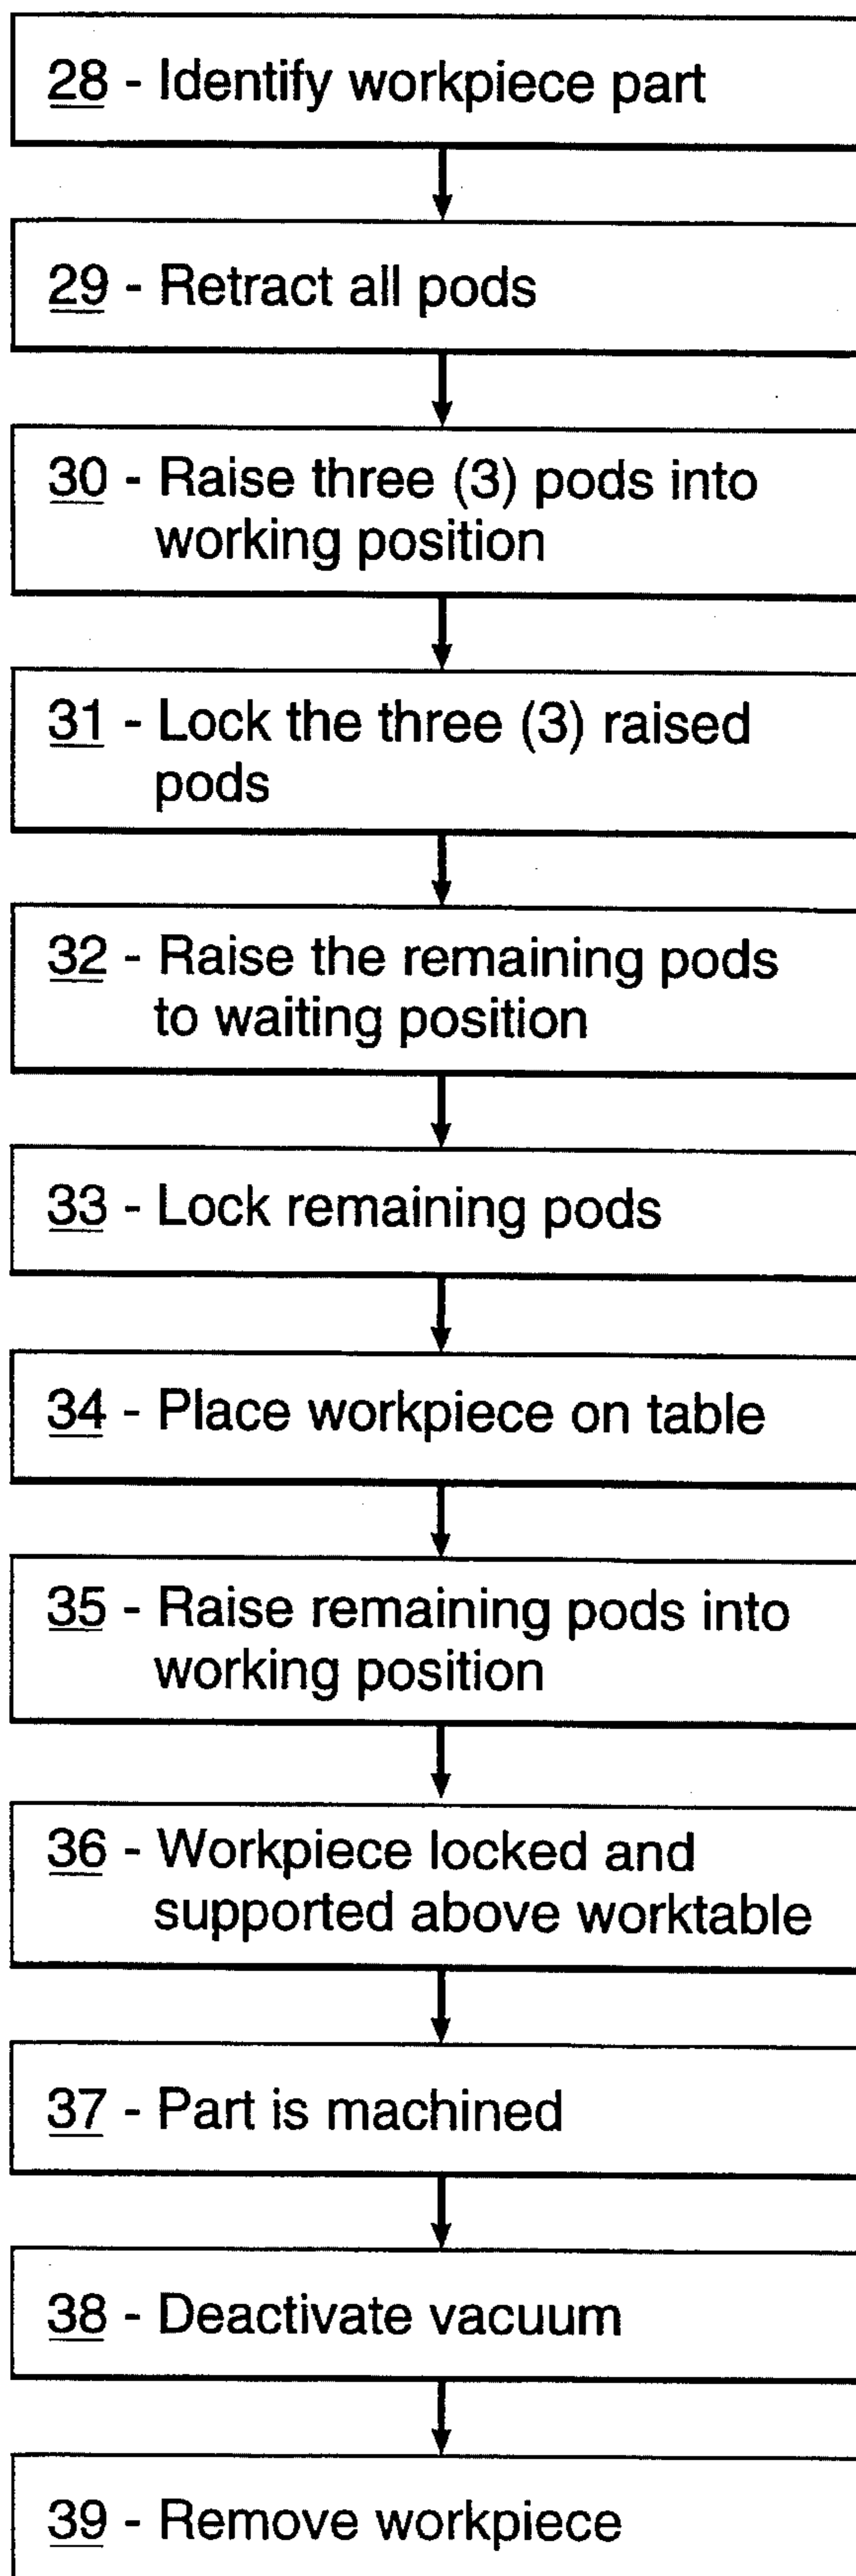 28 - Identify workpiece part
29 - Retract all pods
30 - Raise three (3) pods into
working position
31 - Lock the three (3) raised
pods
32 - Raise the remaining pods
to waiting position
33 - Lock remaining pods
34 - Place workpiece on table
35 - Raise remaining pods into
working position
36 - Workpiece locked and
supported above worktable
37 - Part is machined
38 - Deactivate vacuum
39 - Remove workpiece